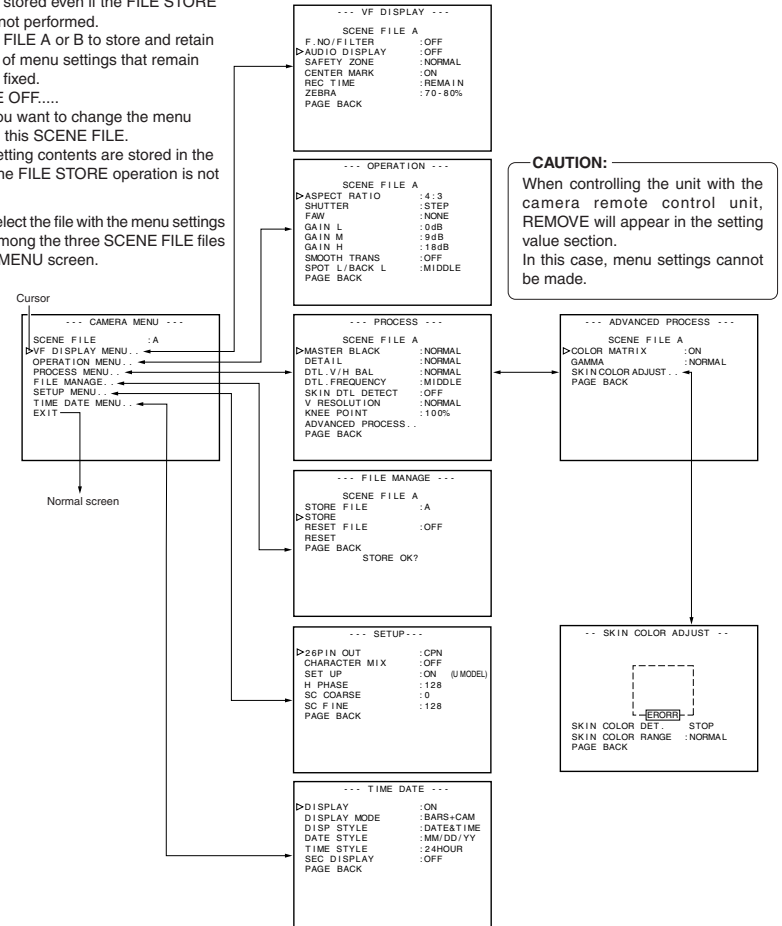 stored even if the FILE STORE
not performed.
FILE A or B to store and retain
of menu settings that remain
fixed.
E OFF.....
ou want to change the menu
this SCENE FILE.
etting contents are stored in the
he FILE STORE operation is not
elect the file with the menu settings
mong the three SCENE FILE files
MENU screen.
Cursor
--- CAMERA MENU ---
SCENE FILE :A
VF DISPLAY MENU..
OPERATION MENU..
PROCESS MENU..
FILE MANAGE..
SETUP MENU..
TIME DATE MENU..
EXIT
Normal screen
--- VF DISPLAY ---
SCENE FILE A
F.NO/FILTER :OFF
AUDIO DISPLAY :OFF
SAFETY ZONE :NORMAL
CENTER MARK :ON
REC TIME :REMAIN
ZEBRA :70-80%
PAGE BACK
--- OPERATION ---
SCENE FILE A
ASPECT RATIO :4:3
SHUTTER :STEP
FAW :NONE
GAIN L :0dB
GAIN M :9dB
GAIN H :18dB
SMOOTH TRANS :OFF
SPOT L/BACK L :MIDDLE
PAGE BACK
CAUTION:
When controlling the unit with the
camera remote control unit,
REMOVE will appear in the setting
value section.
In this case, menu settings cannot
be made.
--- PROCESS ---
SCENE FILE A
MASTER BLACK :NORMAL
DETAIL :NORMAL
DTL.V/H BAL :NORMAL
DTL.FREQUENCY :MIDDLE
SKIN DTL DETECT :OFF
V RESOLUTION :NORMAL
KNEE POINT :100%
ADVANCED PROCESS..
PAGE BACK
--- ADVANCED PROCESS ---
SCENE FILE A
COLOR MATRIX :ON
GAMMA :NORMAL
SKIN COLOR ADJUST..
PAGE BACK
--- FILE MANAGE ---
SCENE FILE A
STORE FILE :A
STORE
RESET FILE :OFF
RESET
PAGE BACK
STORE OK?
--- SETUP---
26PIN OUT :CPN
CHARACTER MIX :OFF
SET UP :ON (U MODEL)
H PHASE :128
SC COARSE :0
SC FINE :128
PAGE BACK
-- SKIN COLOR ADJUST --
ERORR
SKIN COLOR DET. STOP
SKIN COLOR RANGE :NORMAL
PAGE BACK
--- TIME DATE ---
DISPLAY :ON
DISPLAY MODE :BARS+CAM
DISP STYLE :DATE&TIME
DATE STYLE :MM/DD/YY
TIME STYLE :24HOUR
SEC DISPLAY :OFF
PAGE BACK